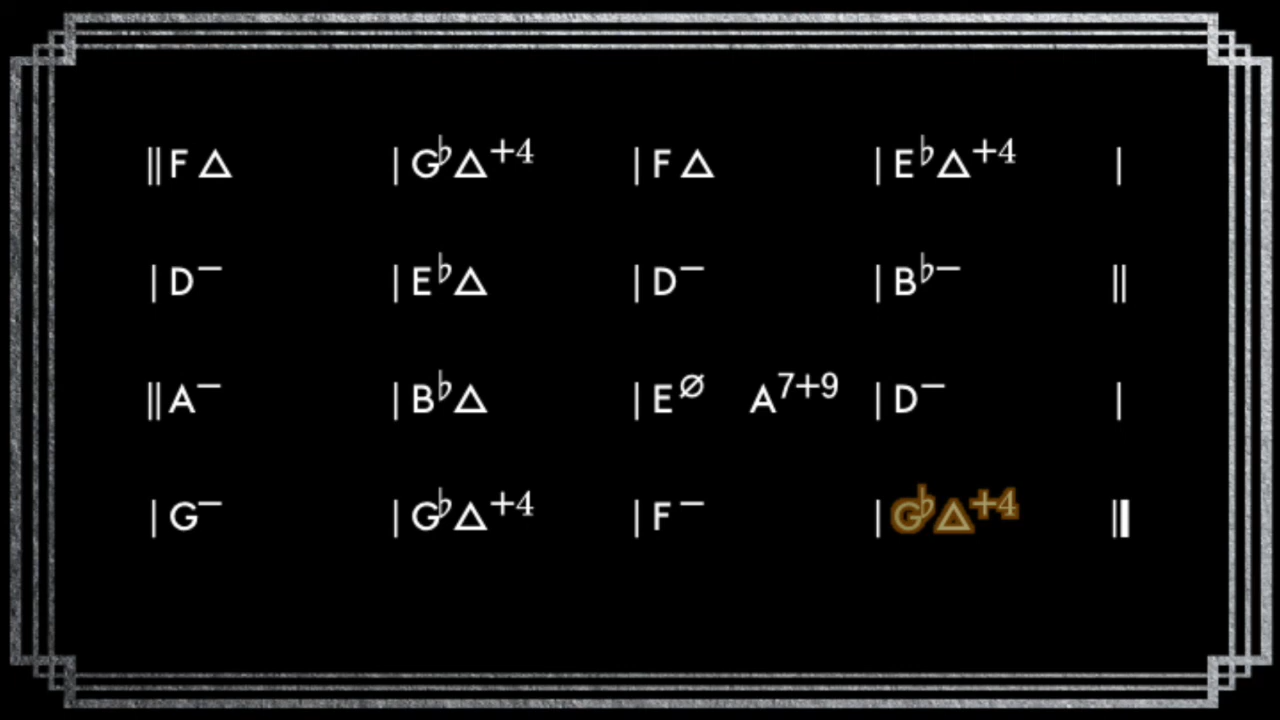 ‖F△ |G♭△+4 |F△ |E♭△+4 |
|D– |E♭△ |D– |B♭– ‖
‖A– |B♭△ |EØ A7+9 |D– |
|G– |G♭△+4 |F– |G♭△+4 ‖